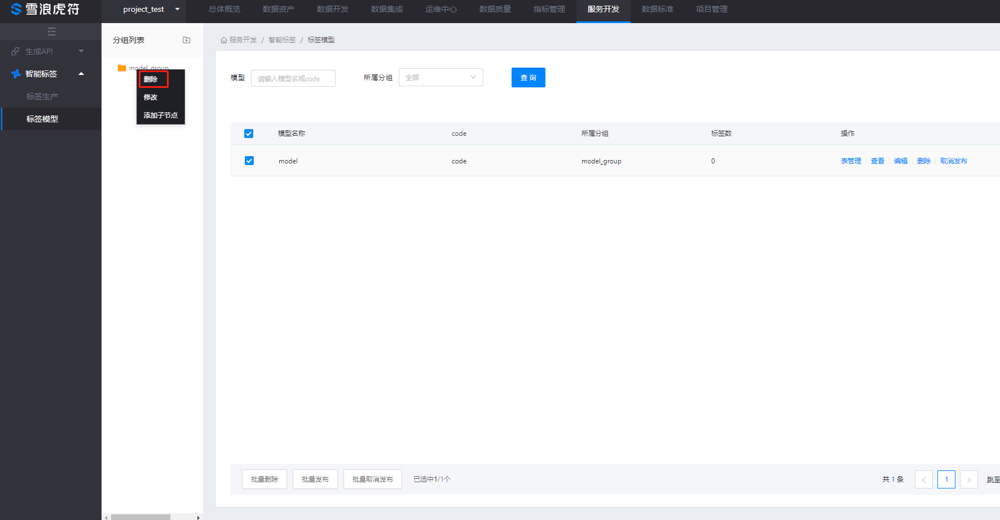 雪浪虎符
project_test
总体概览 数据资产 数据开发 数据集成 运维中心 数据质量 指标管理 服务开发 数据标准 项目管理
生成API
智能标签
标签生产
标签模型
分组列表
model_group
删除
修改
添加子节点
服务开发 / 智能标签 / 标签模型
模型 请输入模型名或code 所属分组 全部 查 询
模型名称 code 所属分组 标签数 操作
model code model_group 0 表管理 查看 编辑 删除 取消发布
批量删除 批量发布 批量取消发布 已选中1/1个 共 1 条 < 1 > 跳至